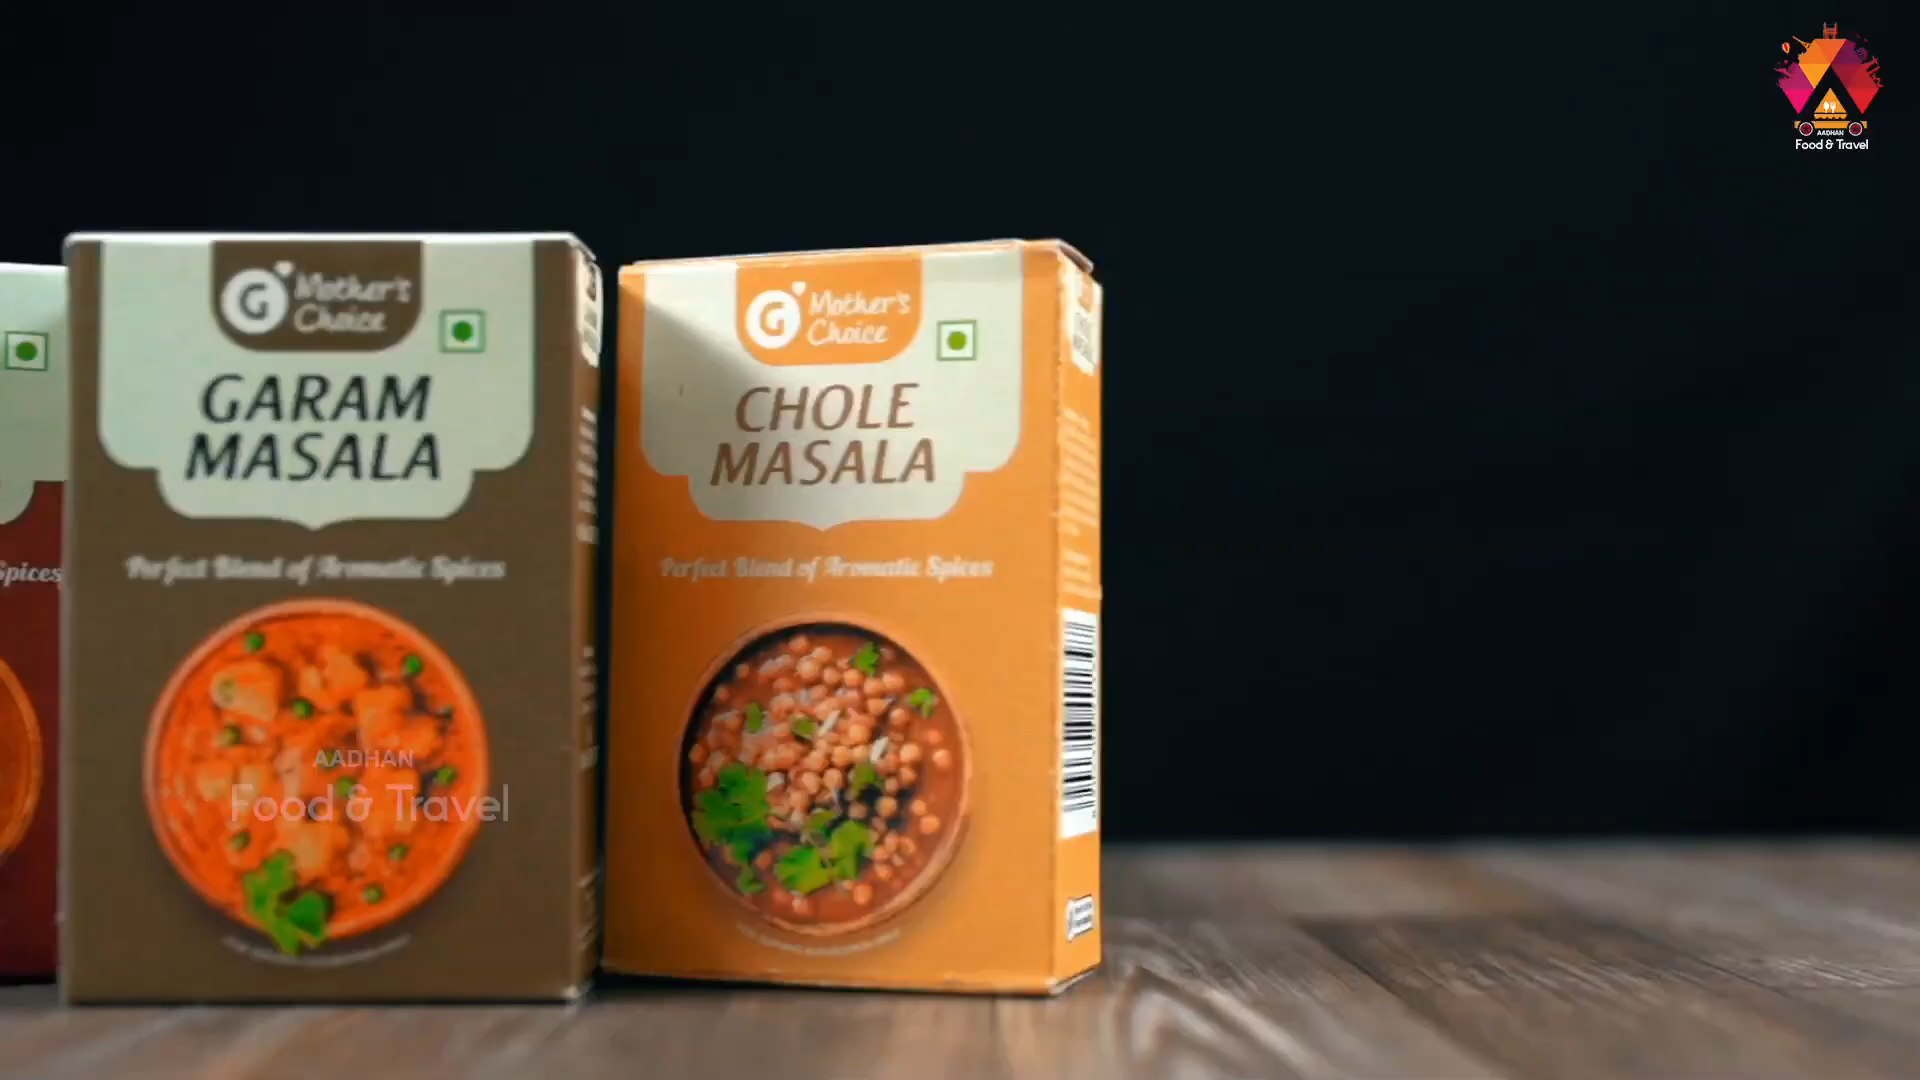 AADHAN
Food & Travel
G Mother's
Choice
GARAM
MASALA
Perfect Blend of Aromatic Spices
G Mother's
Choice
CHOLE
MASALA
Perfect Blend of Aromatic Spices
Spices
AADHAN
Food & Travel